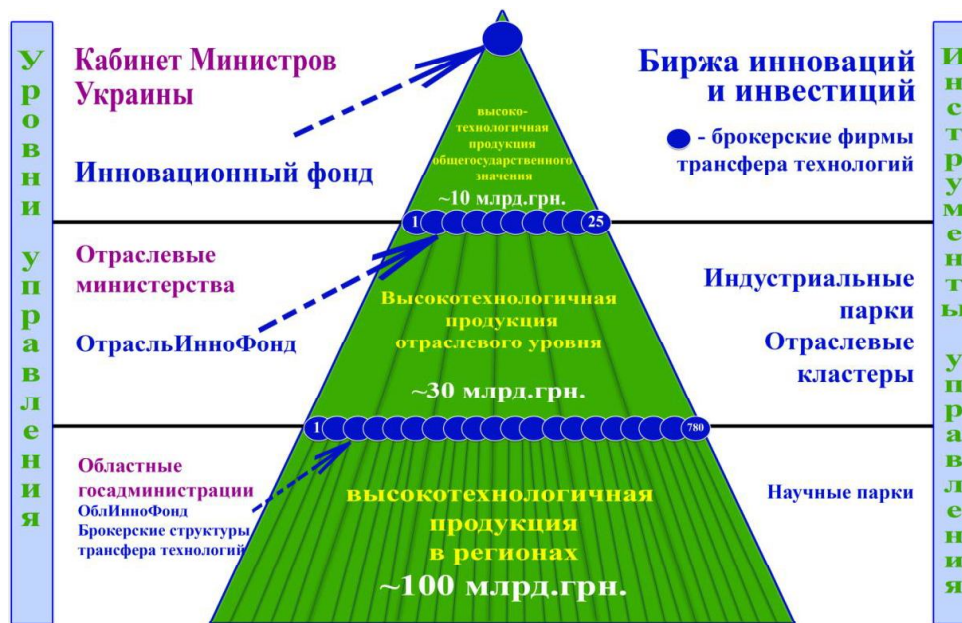 Уровни управления
Кабинет Министров
Украины
Инновационный фонд
высоко-
технологичная
продукция
общегосударственного
значения
~10 млрд.грн.
Биржа инноваций
и инвестиций
- брокерские фирмы
трансфера технологий
1
25
Отраслевые
министерства
ОтрасльИнноФонд
Высокотехнологичная
продукция
отраслевого уровня
~30 млрд.грн.
Индустриальные
парки
Отраслевые
кластеры
1
780
Областные
госадминистрации
ОблИнноФонд
Брокерские структуры
трансфера технологий
высокотехнологичная
продукция
в регионах
~100 млрд.грн.
Научные парки
Инструменты управления